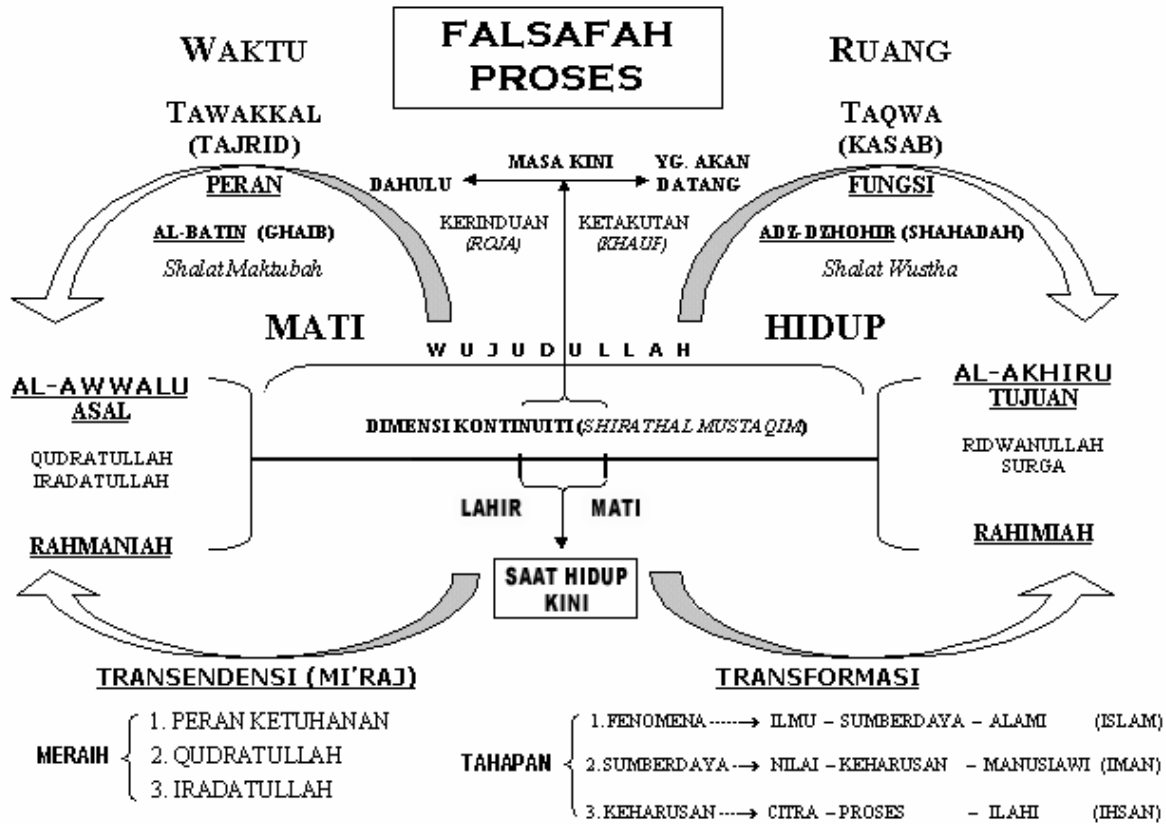 FALSAFAH
PROSES
WAKTU
RUANG
TAWAKKAL
(TAJRID)
PERAN
AL-BATIN (GHAIB)
Shalat Maktubah
DAHULU
MASA KINI
YG. AKAN
DATANG
KERINDUAN
(ROJA)
KETAKUTAN
(KHAUF)
TAQWA
(KASAB)
FUNGSI
ADZ-DZHOHIR (SHAHADAH)
Shalat Wustha
MATI
HIDUP
WUJUDULLAH
AL-AWWALU
ASAL
QUDRATULLAH
IRADATULLAH
RAHMANIAH
DIMENSI KONTINUITI (SHIRATHAL MUSTAQIM)
LAHIR
MATI
SAAT HIDUP
KINI
AL-AKHIRU
TUJUAN
RIDWANULLAH
SURGA
RAHIMIAH
TRANSENDENSI (MI'RAJ)
MERAIH
1. PERAN KETUHANAN
2. QUDRATULLAH
3. IRADATULLAH
TRANSFORMASI
TAHAPAN
1.FENOMENA → ILMU – SUMBERDAYA – ALAMI (ISLAM)
2.SUMBERDAYA → NILAI – KEHARUSAN – MANUSIAWI (IMAN)
3.KEHARUSAN → CITRA – PROSES – ILAHI (IHSAN)